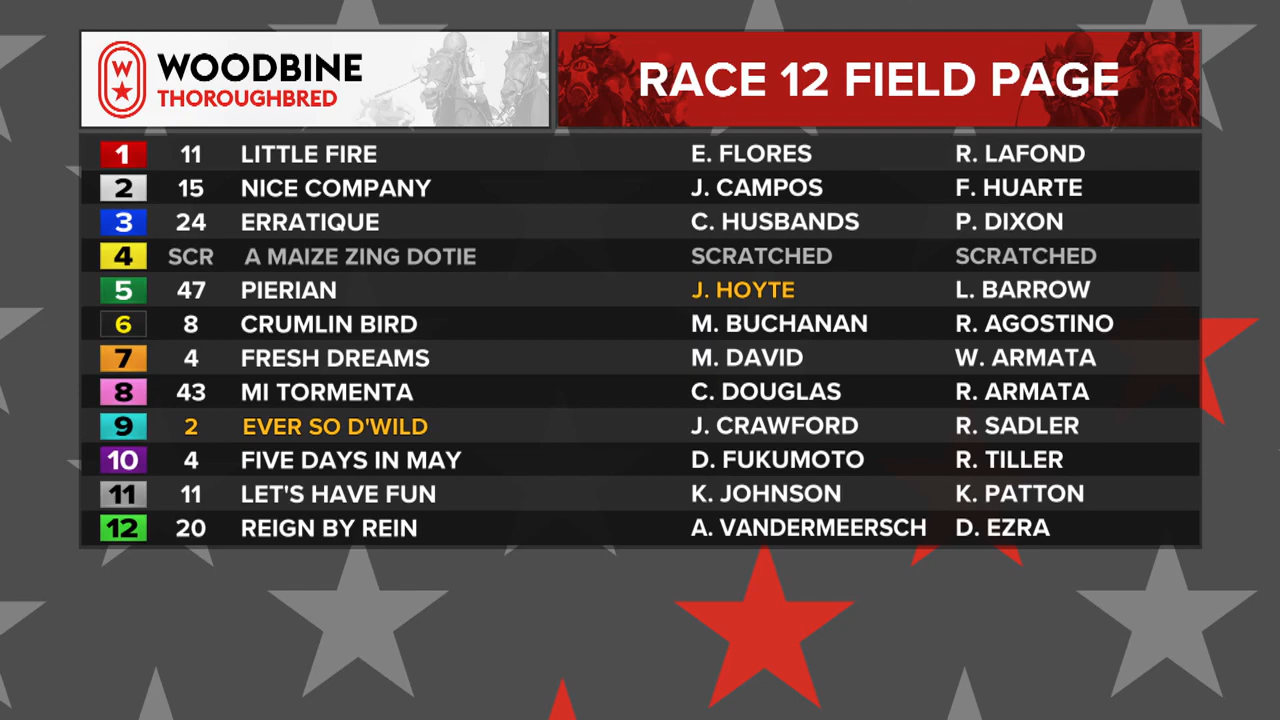 W
WOODBINE
THOROUGHBRED
RACE 12 FIELD PAGE
1 11 LITTLE FIRE E. FLORES R. LAFOND
2 15 NICE COMPANY J. CAMPOS F. HUARTE
3 24 ERRATIQUE C. HUSBANDS P. DIXON
4 SCR A MAIZE ZING DOTIE SCRATCHED SCRATCHED
5 47 PIERIAN J. HOYTE L. BARROW
6 8 CRUMLIN BIRD M. BUCHANAN R. AGOSTINO
7 4 FRESH DREAMS M. DAVID W. ARMATA
8 43 MI TORMENTA C. DOUGLAS R. ARMATA
9 2 EVER SO D'WILD J. CRAWFORD R. SADLER
10 4 FIVE DAYS IN MAY D. FUKUMOTO R. TILLER
11 11 LET'S HAVE FUN K. JOHNSON K. PATTON
12 20 REIGN BY REIN A. VANDERMEERSCH D. EZRA